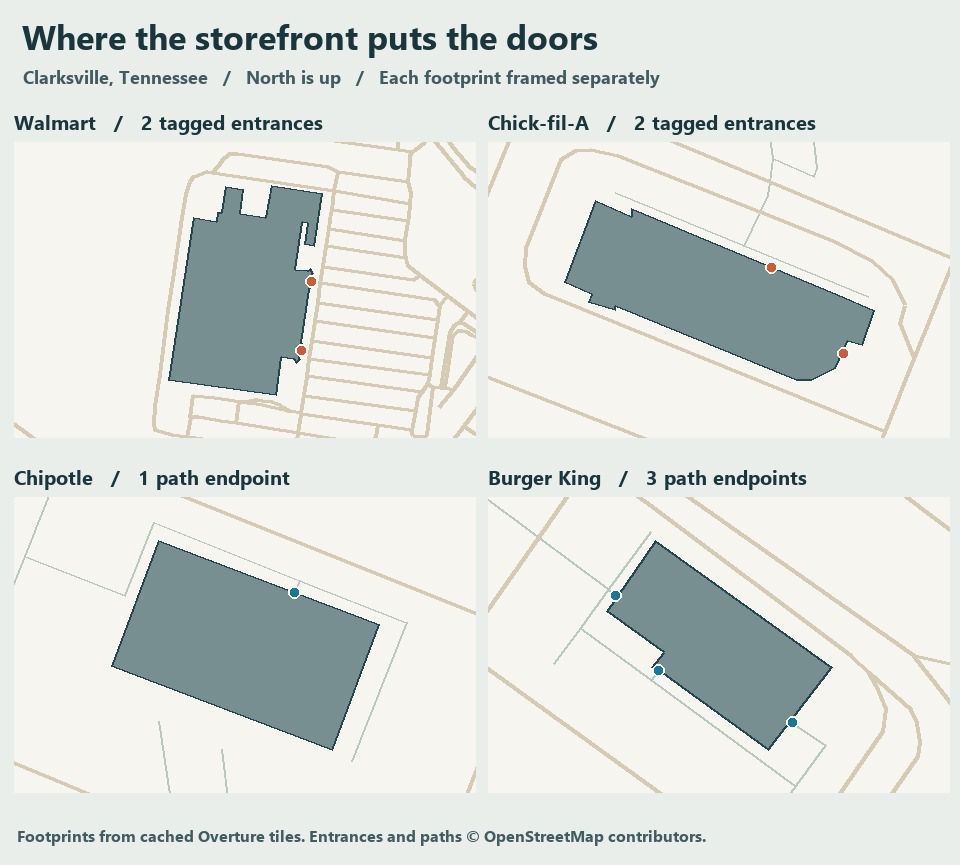 Where the storefront puts the doors
Clarksville, Tennessee / North is up / Each footprint framed separately
Walmart / 2 tagged entrances
Chick-fil-A / 2 tagged entrances
Chipotle / 1 path endpoint
Burger King / 3 path endpoints
Footprints from cached Overture tiles. Entrances and paths © OpenStreetMap contributors.